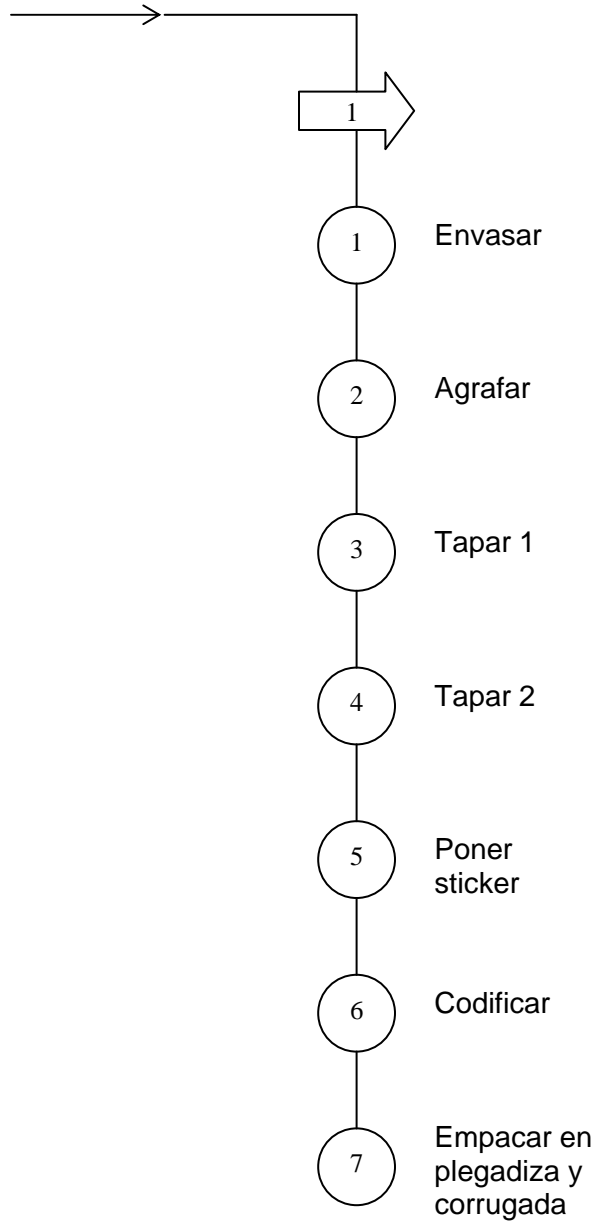 1
1 Envasar
2 Agrafar
3 Tapar 1
4 Tapar 2
5 Poner
sticker
6 Codificar
7 Empacar en
plegadiza y
corrugada